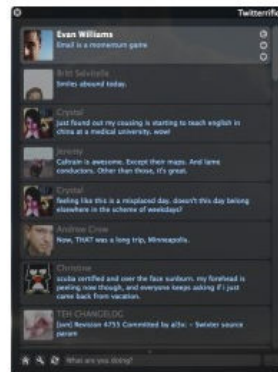 Twitterrific
Evan Williams
Email is a momentum game
Britt Selvitelle
Smiles abound today.
Crystal
just found out my cousing is starting to teach english in
china at a medical university. wow!
Jeremy
Caltrain is awesome. Except their maps. And lame
conductors. Other than those, it's great.
Crystal
feeling like this is a misplaced day. doesn't this day belong
elsewhere in the scheme of weekdays?
Andrew Crow
Now, THAT was a long trip, Minneapolis.
Christine
scuba certified and over the face sunburn. my forehead is
peeling now though, and everyone keeps asking if i just
came back from vacation.
TEH CHANGELOG
Revision 4755 Committed by al3x: - Swister source
param
What are you doing?